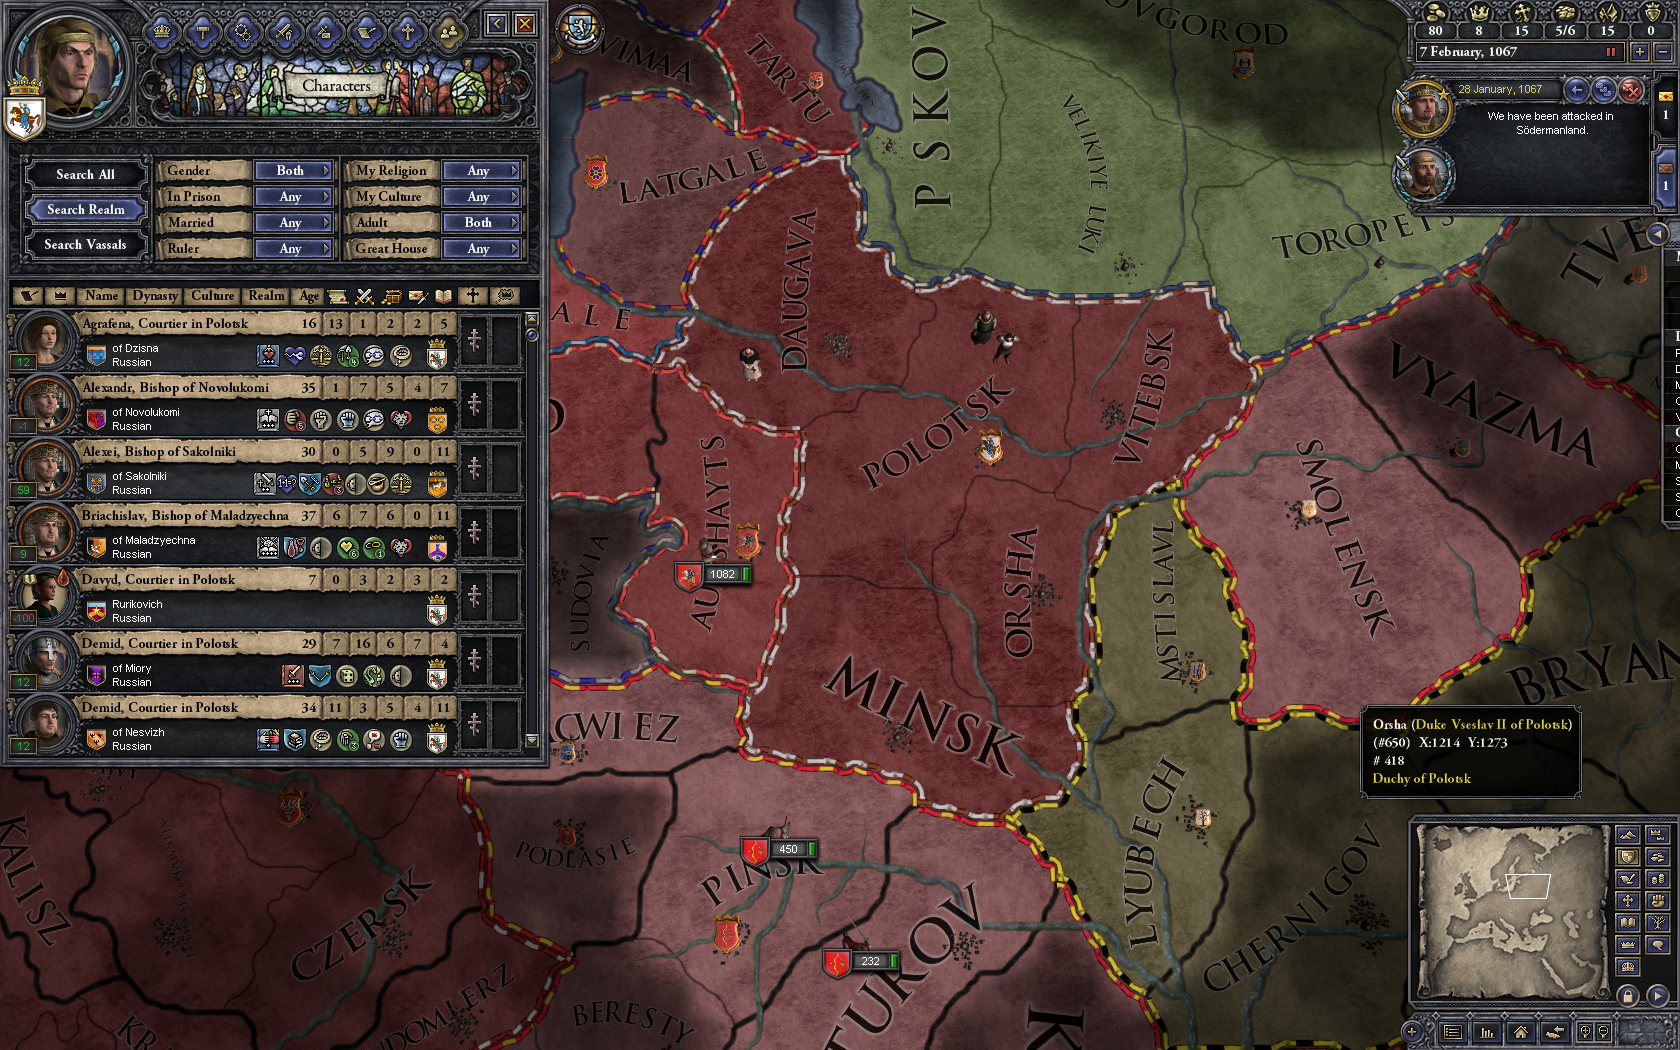 Characters
Search All
Search Realm
Search Vassals
Gender Both
In Prison Any
Married Any
Ruler Any
My Religion Any
My Culture Any
Adult Both
Great House Any
Name Dynasty Culture Realm Age
Agrafena, Courtier in Polotsk 16 13 1 2 2 5
of Dzisna
Russian
12
Alexandr, Bishop of Novolukomi 35 1 7 5 4 7
of Novolukomi
Russian
-1
Alexei, Bishop of Sakolniki 30 0 5 9 0 11
of Sakolniki
Russian
59
Briachislav, Bishop of Maladzyechna 37 6 7 6 0 11
of Maladzyechna
Russian
9
Davyd, Courtier in Polotsk 7 0 3 2 3 2
Rurikovich
Russian
-100
Demid, Courtier in Polotsk 29 7 16 6 7 4
of Miory
Russian
12
Demid, Courtier in Polotsk 34 11 3 5 4 11
of Nesvizh
Russian
12
80 8 15 5/6 15 0
7 February, 1067
28 January, 1067
We have been attacked in
Södermanland.
1
1
TARTU
PSKOV
VELIKIYE LUKI
TOROPETS
LATGALE
DAUGAVA
POLOTSK
VITEBSK
VYAZMA
SMOLENSK
ORSHA
MSTISLAVL
SUDOVIA
MINSK
1082
Orsha (Duke Vseslav II of Polotsk)
(#650) X:1214 Y:1273
# 418
Duchy of Polotsk
LYUBECH
CHERNIGOV
PODLASIE
PINSK
450
CZERSK
KALISZ
TUROV
232
BERESTY